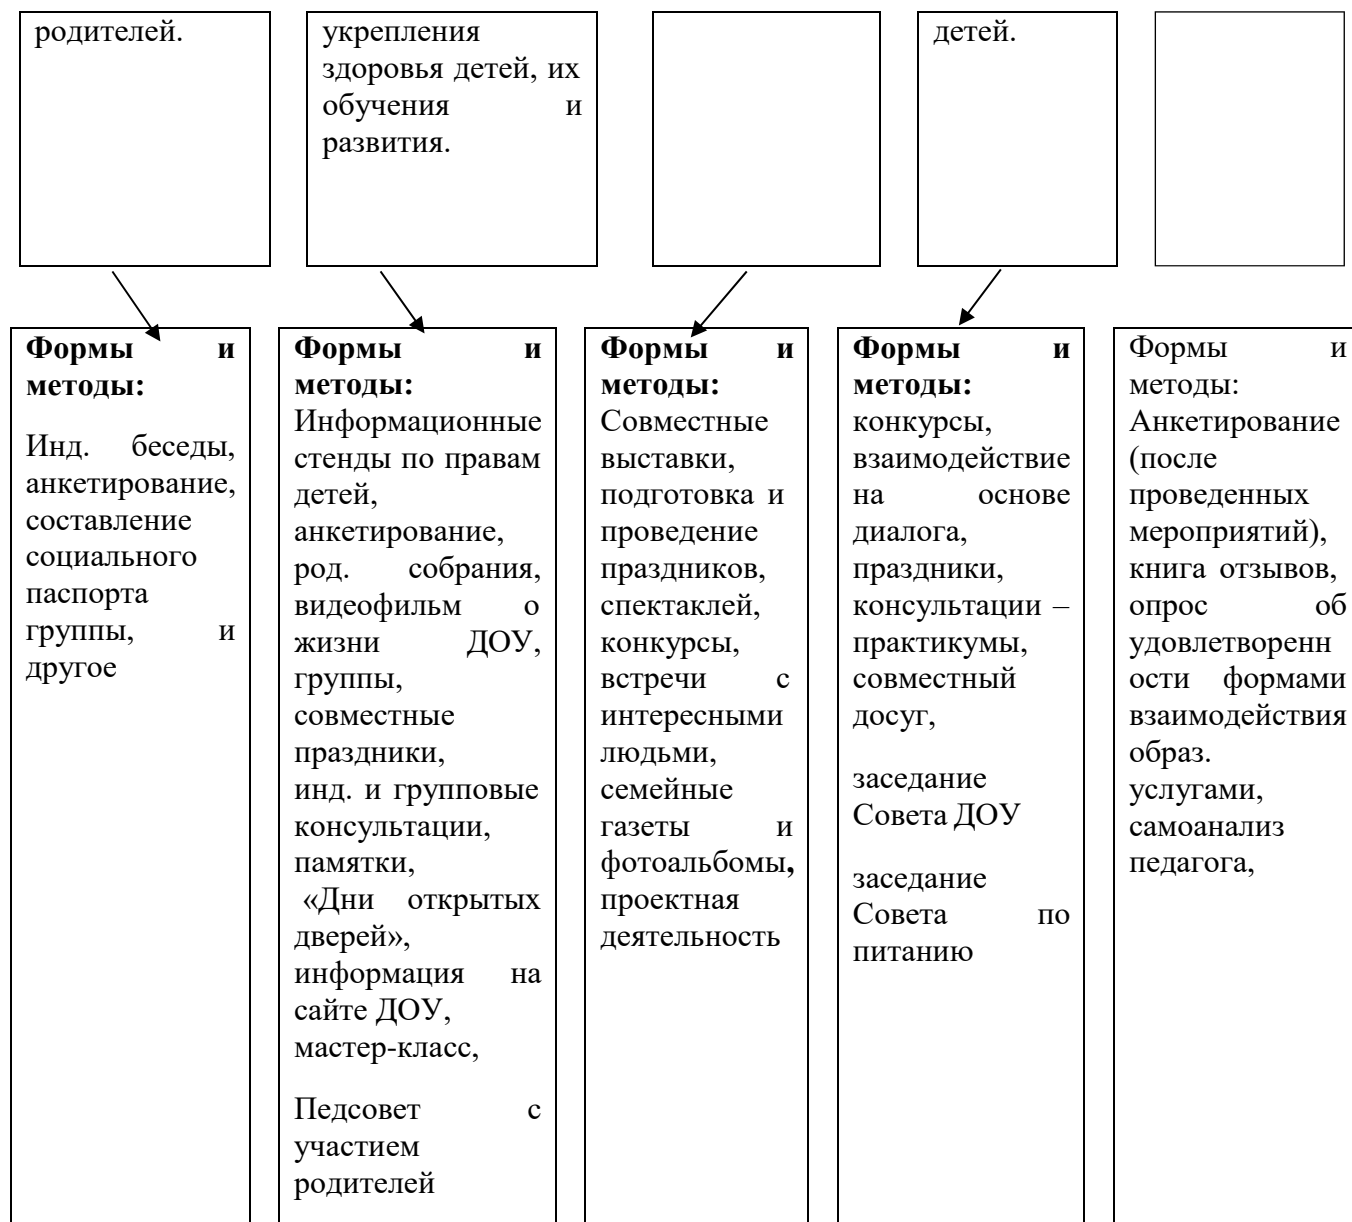 родителей.
укрепления
здоровья детей, их
обучения и
развития.
детей.
Формы и
методы:
Инд. беседы,
анкетирование,
составление
социального
паспорта
группы, и
другое
Формы и
методы:
Информационные
стенды по правам
детей,
анкетирование,
род. собрания,
видеофильм о
жизни ДОУ,
группы,
совместные
праздники,
инд. и групповые
консультации,
памятки,
«Дни открытых
дверей»,
информация на
сайте ДОУ,
мастер-класс,
Педсовет с
участием
родителей
Формы и
методы:
Совместные
выставки,
подготовка и
проведение
праздников,
спектаклей,
конкурсы,
встречи с
интересными
людьми,
семейные
газеты и
фотоальбомы,
проектная
деятельность
Формы и
методы:
конкурсы,
взаимодействие
на основе
диалога,
праздники,
консультации –
практикумы,
совместный
досуг,
заседание
Совета ДОУ
заседание
Совета по
питанию
Формы и
методы:
Анкетирование
(после
проведенных
мероприятий),
книга отзывов,
опрос об
удовлетворенн
ости формами
взаимодействия
образ.
услугами,
самоанализ
педагога,